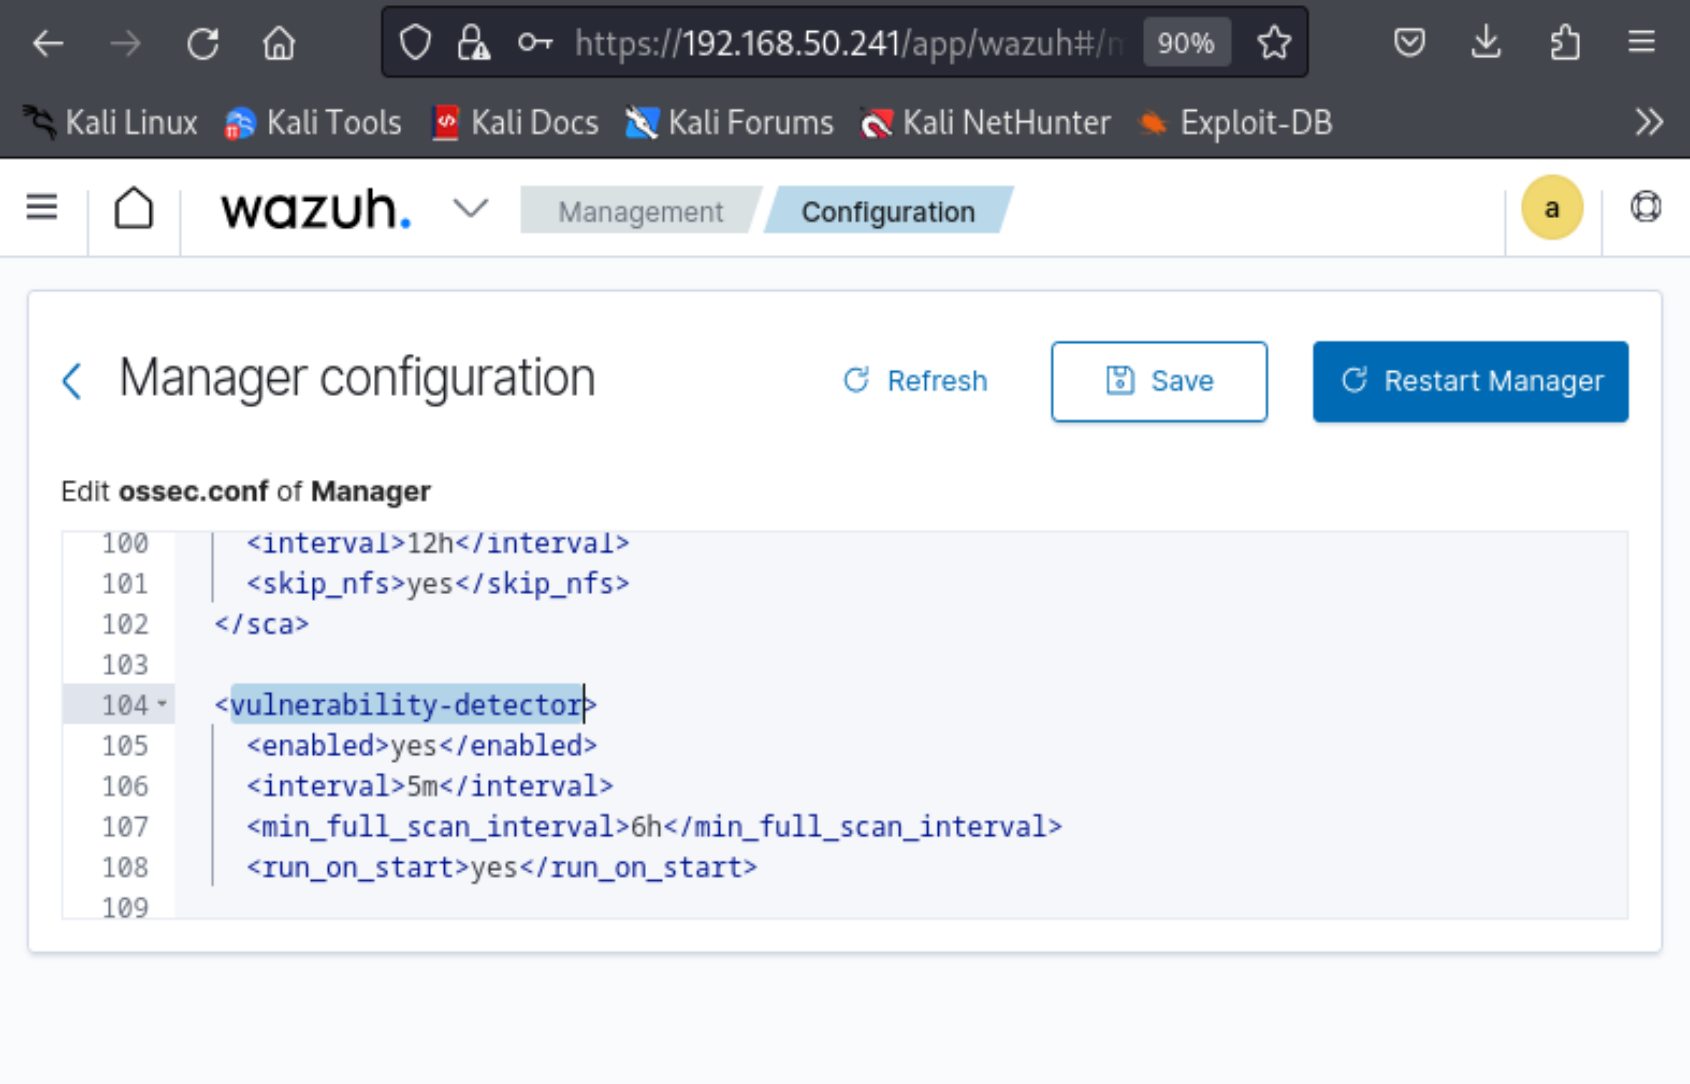 https://192.168.50.241/app/wazuh#/ 90%
Kali Linux Kali Tools Kali Docs Kali Forums Kali NetHunter Exploit-DB
wazuh. Management Configuration a
Manager configuration Refresh Save Restart Manager
Edit ossec.conf of Manager
100 <interval>12h</interval>
101 <skip_nfs>yes</skip_nfs>
102 </sca>
103
104 <vulnerability-detector>
105 <enabled>yes</enabled>
106 <interval>5m</interval>
107 <min_full_scan_interval>6h</min_full_scan_interval>
108 <run_on_start>yes</run_on_start>
109